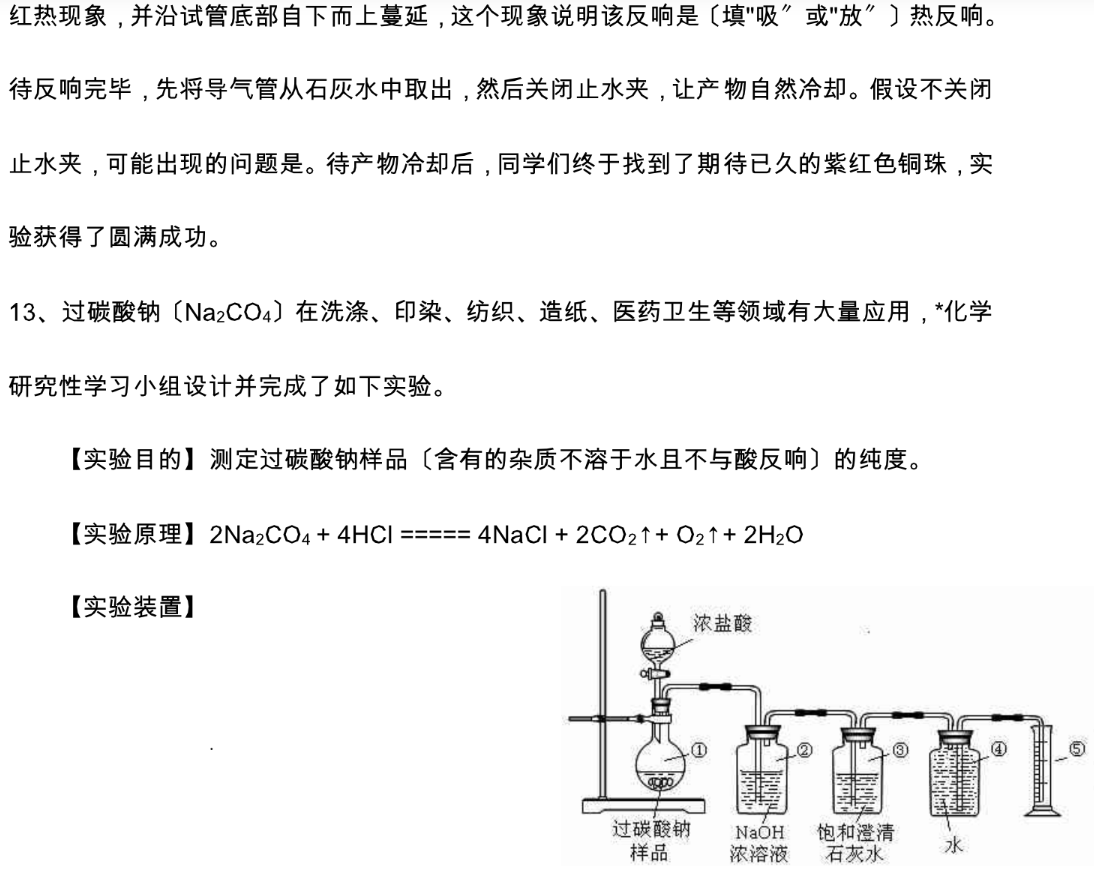 红热现象,并沿试管底部自下而上蔓延,这个现象说明该反响是〔填"吸〞或"放〞〕热反响。
待反响完毕,先将导气管从石灰水中取出,然后关闭止水夹,让产物自然冷却。假设不关闭
止水夹,可能出现的问题是。待产物冷却后,同学们终于找到了期待已久的紫红色铜珠,实
验获得了圆满成功。
13、过碳酸钠〔Na₂CO₄〕在洗涤、印染、纺织、造纸、医药卫生等领域有大量应用,*化学
研究性学习小组设计并完成了如下实验。
【实验目的】测定过碳酸钠样品〔含有的杂质不溶于水且不与酸反响〕的纯度。
【实验原理】2Na₂CO₄ + 4HCl ===== 4NaCl + 2CO₂↑+ O₂↑+ 2H₂O
【实验装置】
浓盐酸
① ② ③ ④ ⑤
过碳酸钠
样品
NaOH
浓溶液
饱和澄清
石灰水
水